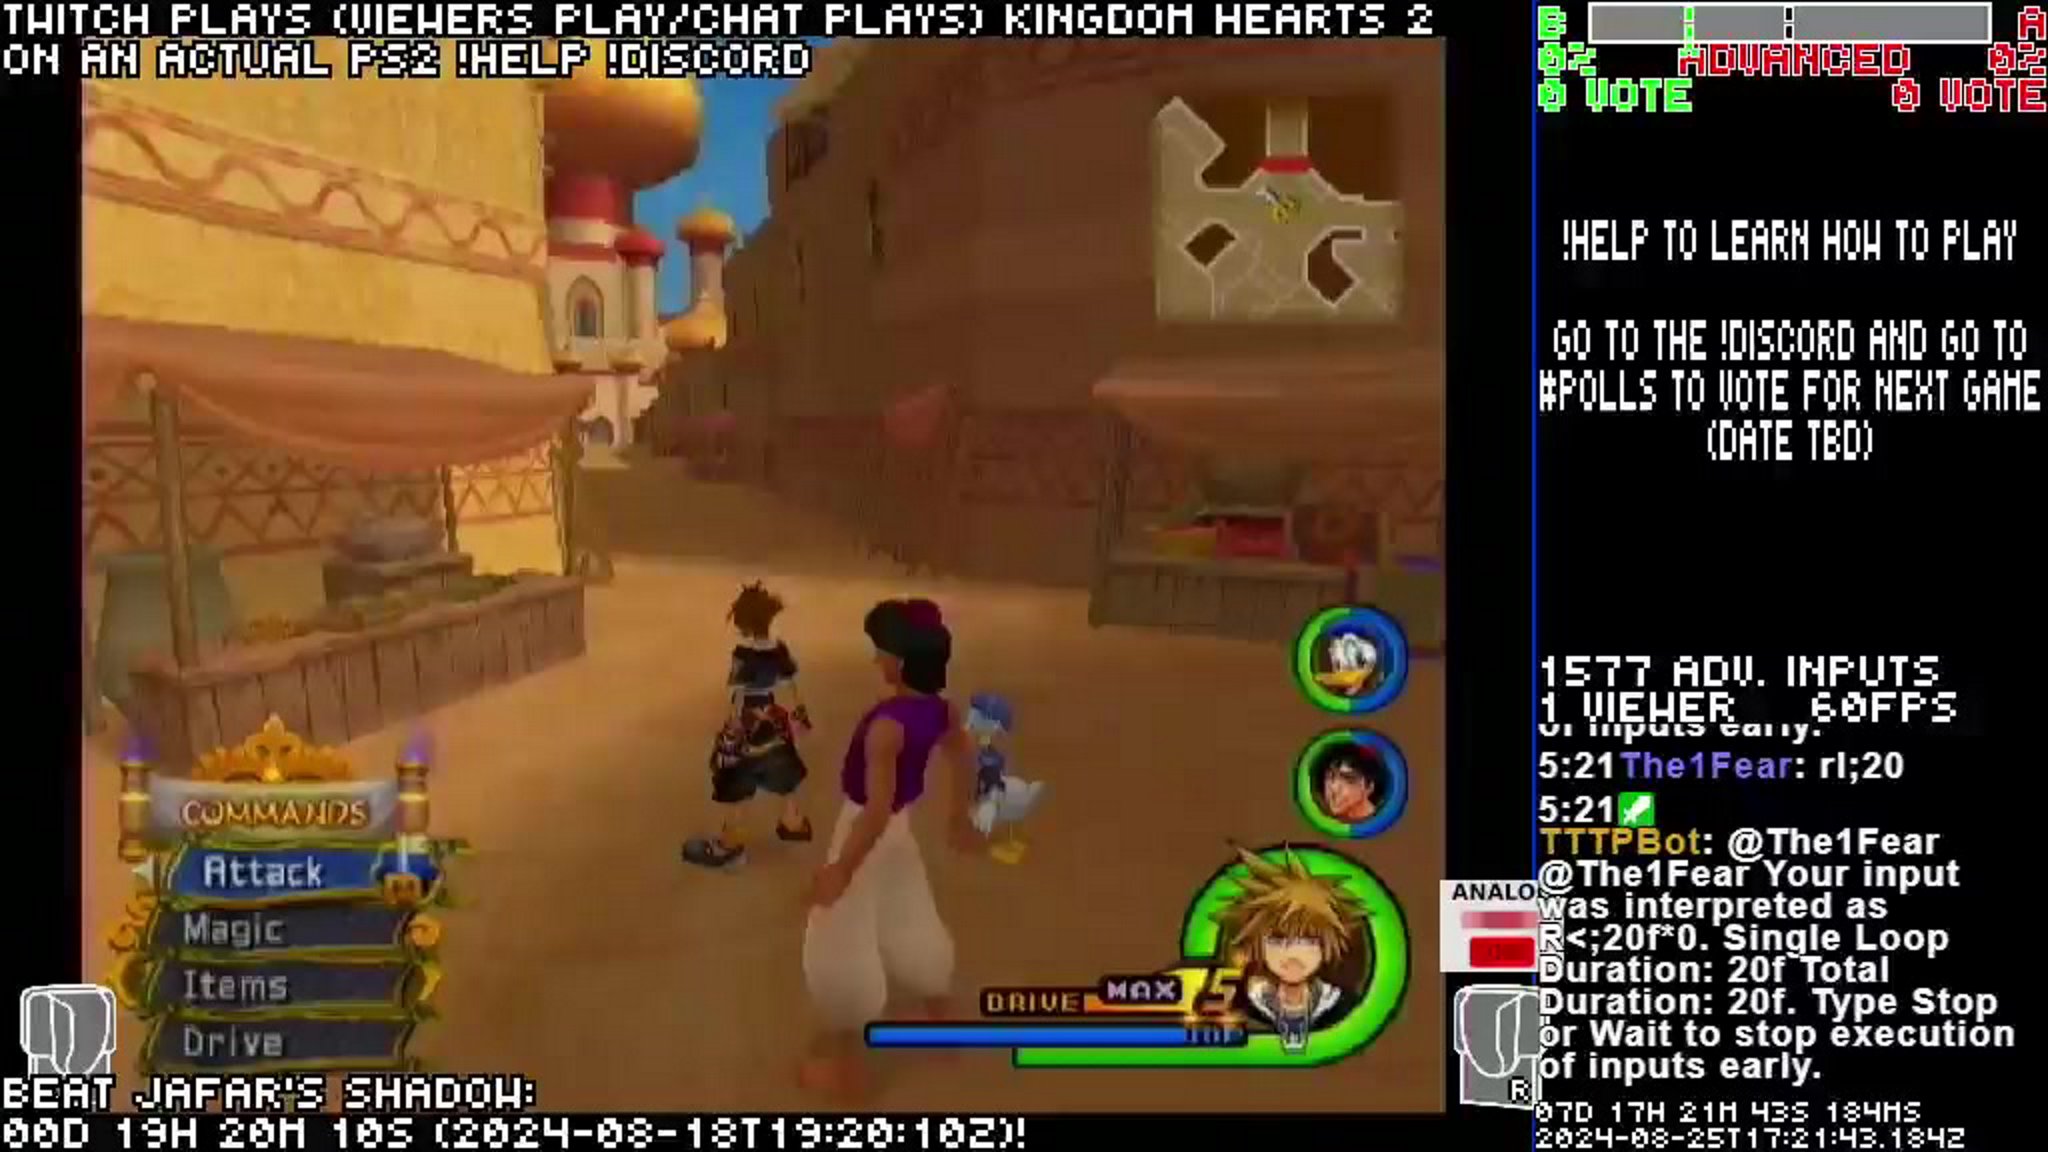 TWITCH PLAYS (VIEWERS PLAY/CHAT PLAYS) KINGDOM HEARTS 2
ON AN ACTUAL PS2 !HELP !DISCORD
B
A
0%
ADVANCED
0%
0 VOTE
0 VOTE
!HELP TO LEARN HOW TO PLAY
GO TO THE !DISCORD AND GO TO
#POLLS TO VOTE FOR NEXT GAME
(DATE TBD)
1577 ADV. INPUTS
1 VIEWER 60FPS
of inputs early.
5:21 The1Fear: rl;20
5:21
TTTPBot: @The1Fear
@The1Fear Your input
was interpreted as
R<;20f*0. Single Loop
Duration: 20f Total
Duration: 20f. Type Stop
or Wait to stop execution
of inputs early.
07D 17H 21M 43S 184MS
2024-08-25T17:21:43.184Z
COMMANDS
Attack
Magic
Items
Drive
DRIVE MAX 5
ANALO
R
BEAT JAFAR'S SHADOW:
00D 19H 20M 10S (2024-08-18T19:20:10Z)!